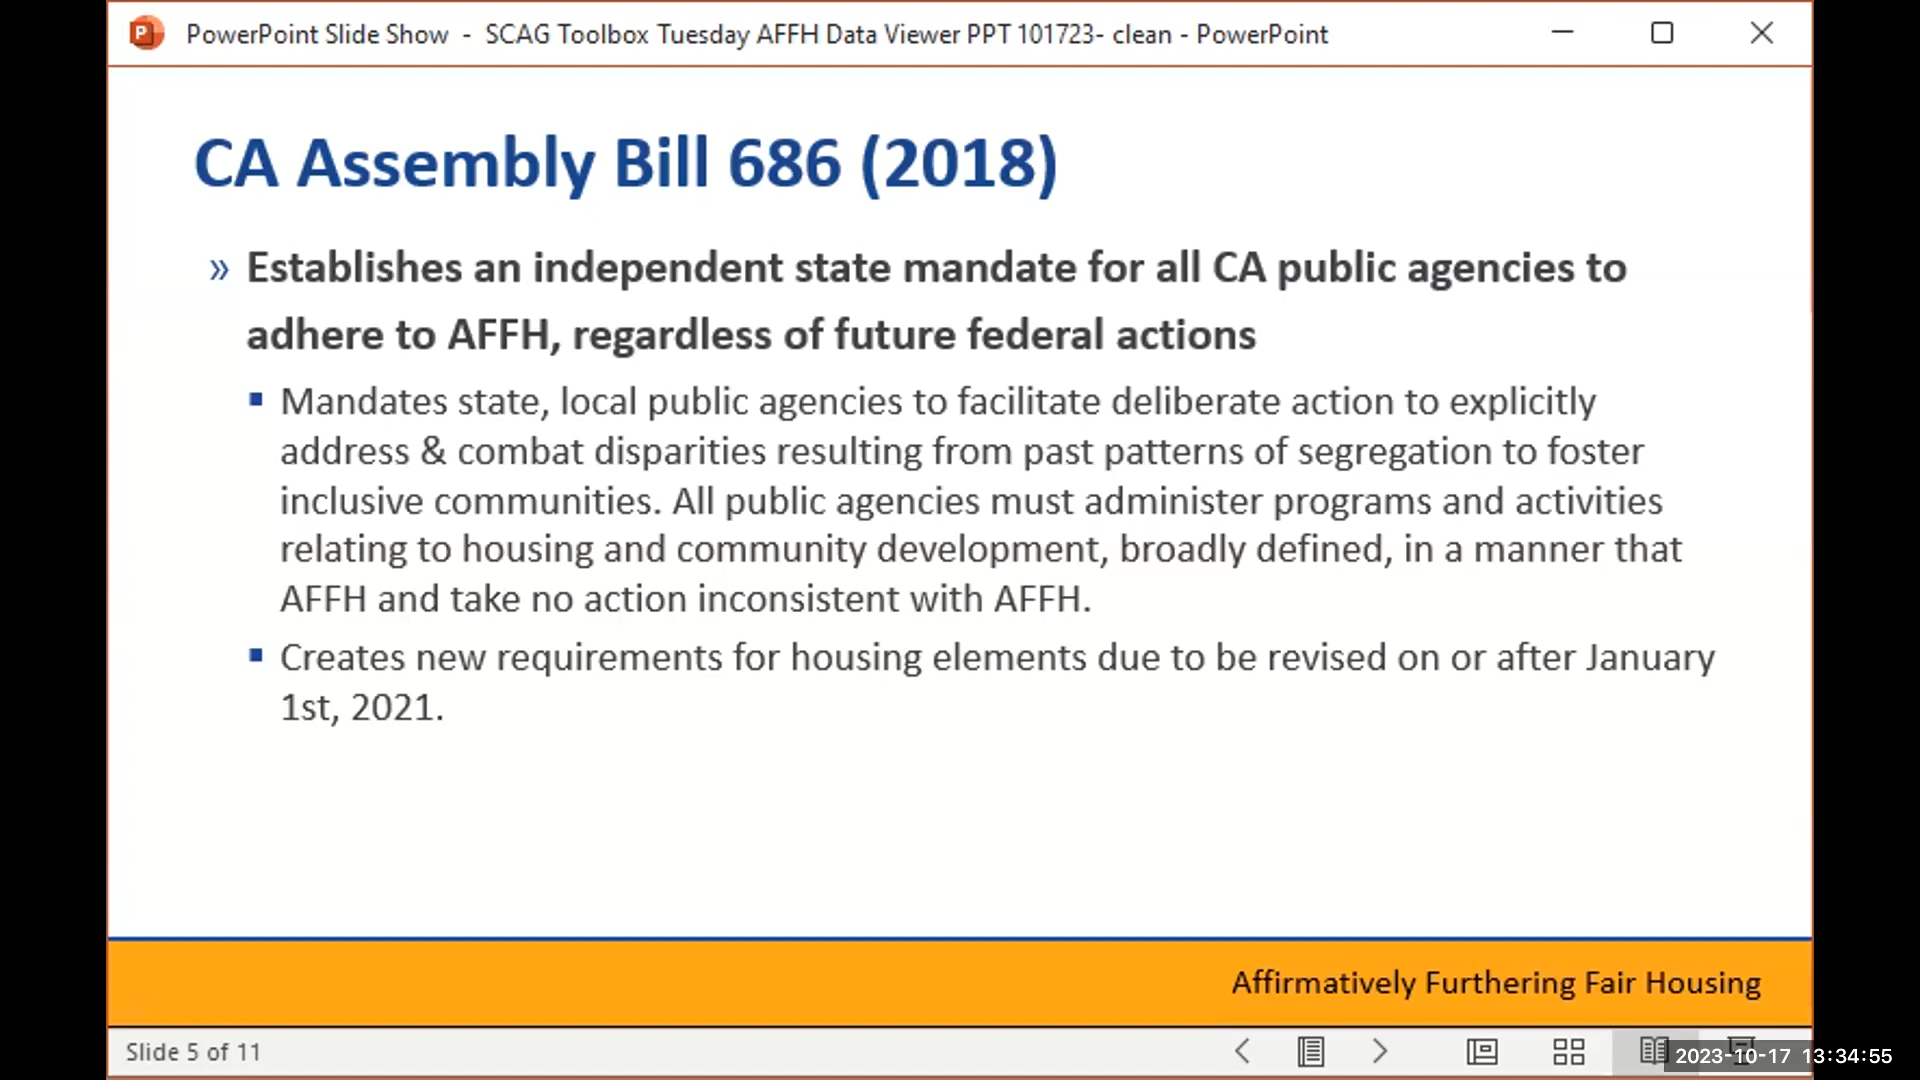 PowerPoint Slide Show - SCAG Toolbox Tuesday AFFH Data Viewer PPT 101723- clean - PowerPoint
CA Assembly Bill 686 (2018)
» Establishes an independent state mandate for all CA public agencies to
adhere to AFFH, regardless of future federal actions
▪ Mandates state, local public agencies to facilitate deliberate action to explicitly
address & combat disparities resulting from past patterns of segregation to foster
inclusive communities. All public agencies must administer programs and activities
relating to housing and community development, broadly defined, in a manner that
AFFH and take no action inconsistent with AFFH.
▪ Creates new requirements for housing elements due to be revised on or after January
1st, 2021.
Affirmatively Furthering Fair Housing
Slide 5 of 11
2023-10-17 13:34:55